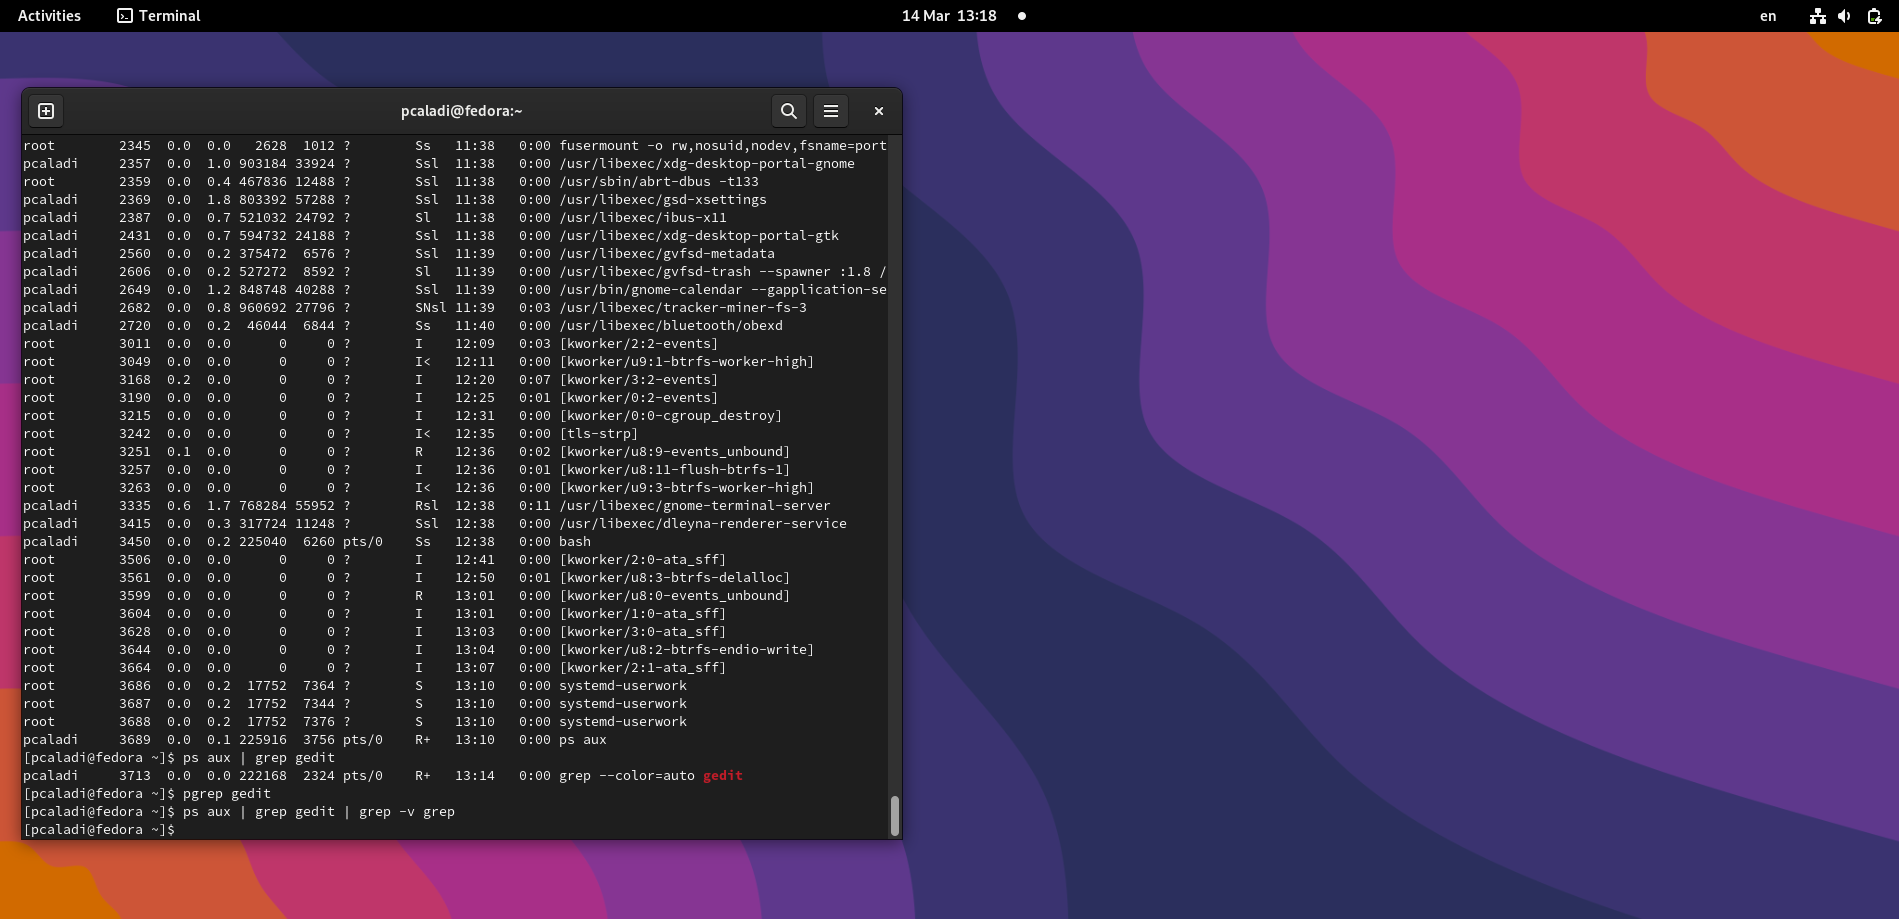 Activities Terminal 14 Mar 13:18 en
pcaladi@fedora:~
root 2345 0.0 0.0 2628 1012 ? Ss 11:38 0:00 fusermount -o rw,nosuid,nodev,fsname=port
pcaladi 2357 0.0 1.0 903184 33924 ? Ssl 11:38 0:00 /usr/libexec/xdg-desktop-portal-gnome
root 2359 0.0 0.4 467836 12488 ? Ssl 11:38 0:00 /usr/sbin/abrt-dbus -t133
pcaladi 2369 0.0 1.8 803392 57288 ? Ssl 11:38 0:00 /usr/libexec/gsd-xsettings
pcaladi 2387 0.0 0.7 521032 24792 ? Sl 11:38 0:00 /usr/libexec/ibus-x11
pcaladi 2431 0.0 0.7 594732 24188 ? Ssl 11:38 0:00 /usr/libexec/xdg-desktop-portal-gtk
pcaladi 2560 0.0 0.2 375472 6576 ? Ssl 11:39 0:00 /usr/libexec/gvfsd-metadata
pcaladi 2606 0.0 0.2 527272 8592 ? Sl 11:39 0:00 /usr/libexec/gvfsd-trash --spawner :1.8 /
pcaladi 2649 0.0 1.2 848748 40288 ? Ssl 11:39 0:00 /usr/bin/gnome-calendar --gapplication-se
pcaladi 2682 0.0 0.8 960692 27796 ? SNsl 11:39 0:03 /usr/libexec/tracker-miner-fs-3
pcaladi 2720 0.0 0.2 46044 6844 ? Ss 11:40 0:00 /usr/libexec/bluetooth/obexd
root 3011 0.0 0.0 0 0 ? I 12:09 0:03 [kworker/2:2-events]
root 3049 0.0 0.0 0 0 ? I< 12:11 0:00 [kworker/u9:1-btrfs-worker-high]
root 3168 0.2 0.0 0 0 ? I 12:20 0:07 [kworker/3:2-events]
root 3190 0.0 0.0 0 0 ? I 12:25 0:01 [kworker/0:2-events]
root 3215 0.0 0.0 0 0 ? I 12:31 0:00 [kworker/0:0-cgroup_destroy]
root 3242 0.0 0.0 0 0 ? I< 12:35 0:00 [tls-strp]
root 3251 0.1 0.0 0 0 ? R 12:36 0:02 [kworker/u8:9-events_unbound]
root 3257 0.0 0.0 0 0 ? I 12:36 0:01 [kworker/u8:11-flush-btrfs-1]
root 3263 0.0 0.0 0 0 ? I< 12:36 0:00 [kworker/u9:3-btrfs-worker-high]
pcaladi 3335 0.6 1.7 768284 55952 ? Rsl 12:38 0:11 /usr/libexec/gnome-terminal-server
pcaladi 3415 0.0 0.3 317724 11248 ? Ssl 12:38 0:00 /usr/libexec/dleyna-renderer-service
pcaladi 3450 0.0 0.2 225040 6260 pts/0 Ss 12:38 0:00 bash
root 3506 0.0 0.0 0 0 ? I 12:41 0:00 [kworker/2:0-ata_sff]
root 3561 0.0 0.0 0 0 ? I 12:50 0:01 [kworker/u8:3-btrfs-delalloc]
root 3599 0.0 0.0 0 0 ? R 13:01 0:00 [kworker/u8:0-events_unbound]
root 3604 0.0 0.0 0 0 ? I 13:01 0:00 [kworker/1:0-ata_sff]
root 3628 0.0 0.0 0 0 ? I 13:03 0:00 [kworker/3:0-ata_sff]
root 3644 0.0 0.0 0 0 ? I 13:04 0:00 [kworker/u8:2-btrfs-endio-write]
root 3664 0.0 0.0 0 0 ? I 13:07 0:00 [kworker/2:1-ata_sff]
root 3686 0.0 0.2 17752 7364 ? S 13:10 0:00 systemd-userwork
root 3687 0.0 0.2 17752 7344 ? S 13:10 0:00 systemd-userwork
root 3688 0.0 0.2 17752 7376 ? S 13:10 0:00 systemd-userwork
pcaladi 3689 0.0 0.1 225916 3756 pts/0 R+ 13:10 0:00 ps aux
[pcaladi@fedora ~]$ ps aux | grep gedit
pcaladi 3713 0.0 0.0 222168 2324 pts/0 R+ 13:14 0:00 grep --color=auto gedit
[pcaladi@fedora ~]$ pgrep gedit
[pcaladi@fedora ~]$ ps aux | grep gedit | grep -v grep
[pcaladi@fedora ~]$